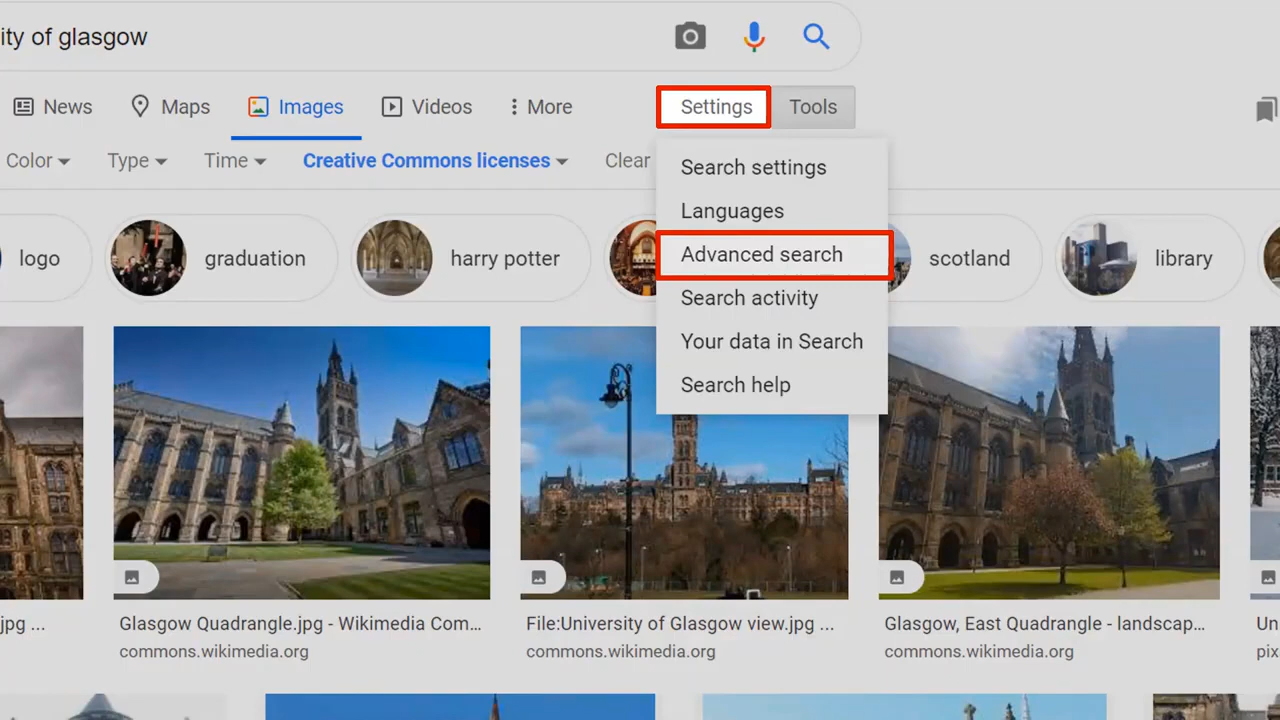 ity of glasgow
News
Maps
Images
Videos
More
Settings
Tools
Color
Type
Time
Creative Commons licenses
Clear
Search settings
Languages
Advanced search
Search activity
Your data in Search
Search help
logo
graduation
harry potter
scotland
library
jpg ...
Glasgow Quadrangle.jpg - Wikimedia Com...
File:University of Glasgow view.jpg ...
Glasgow, East Quadrangle - landscap...
Un
commons.wikimedia.org
commons.wikimedia.org
commons.wikimedia.org
pix